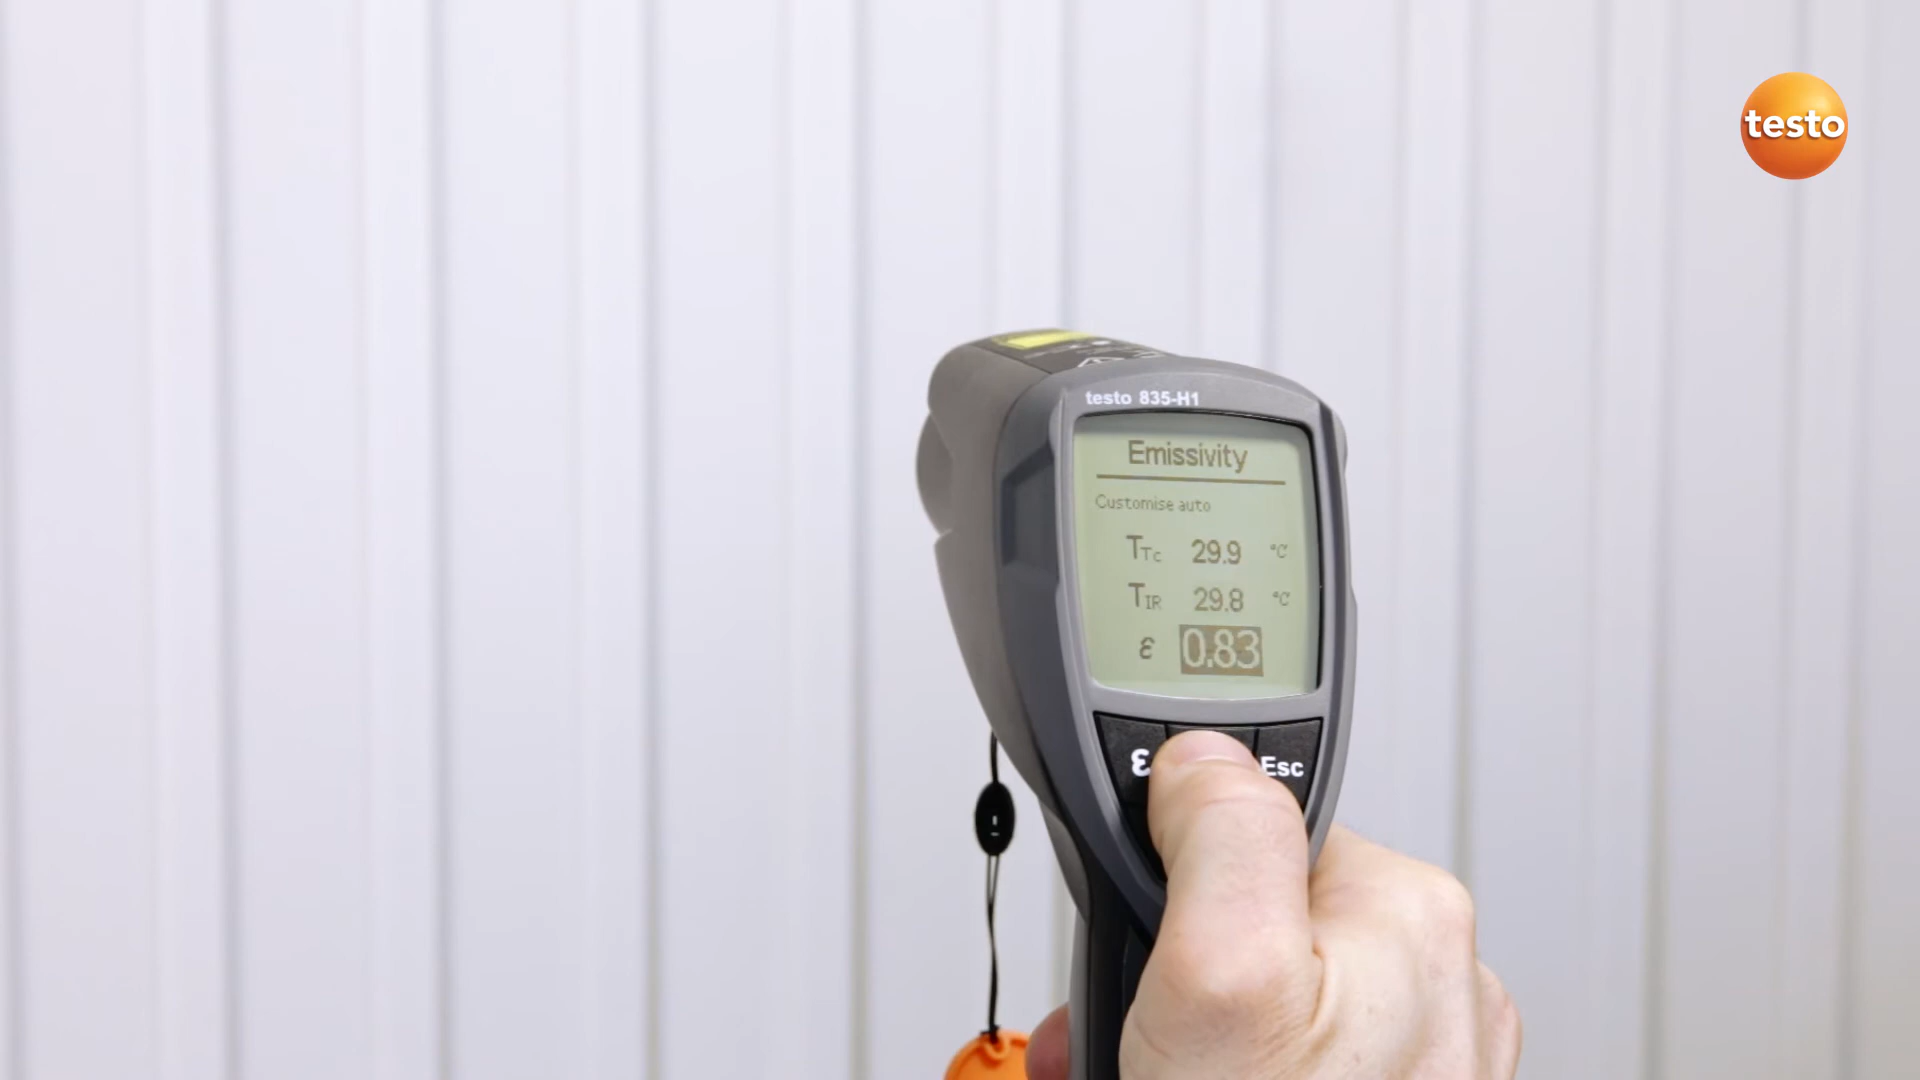 testo
testo 835-H1
Emissivity
Customise auto
TTc 29.9 °C
TIR 29.8 °C
ε 0.83
ε Esc